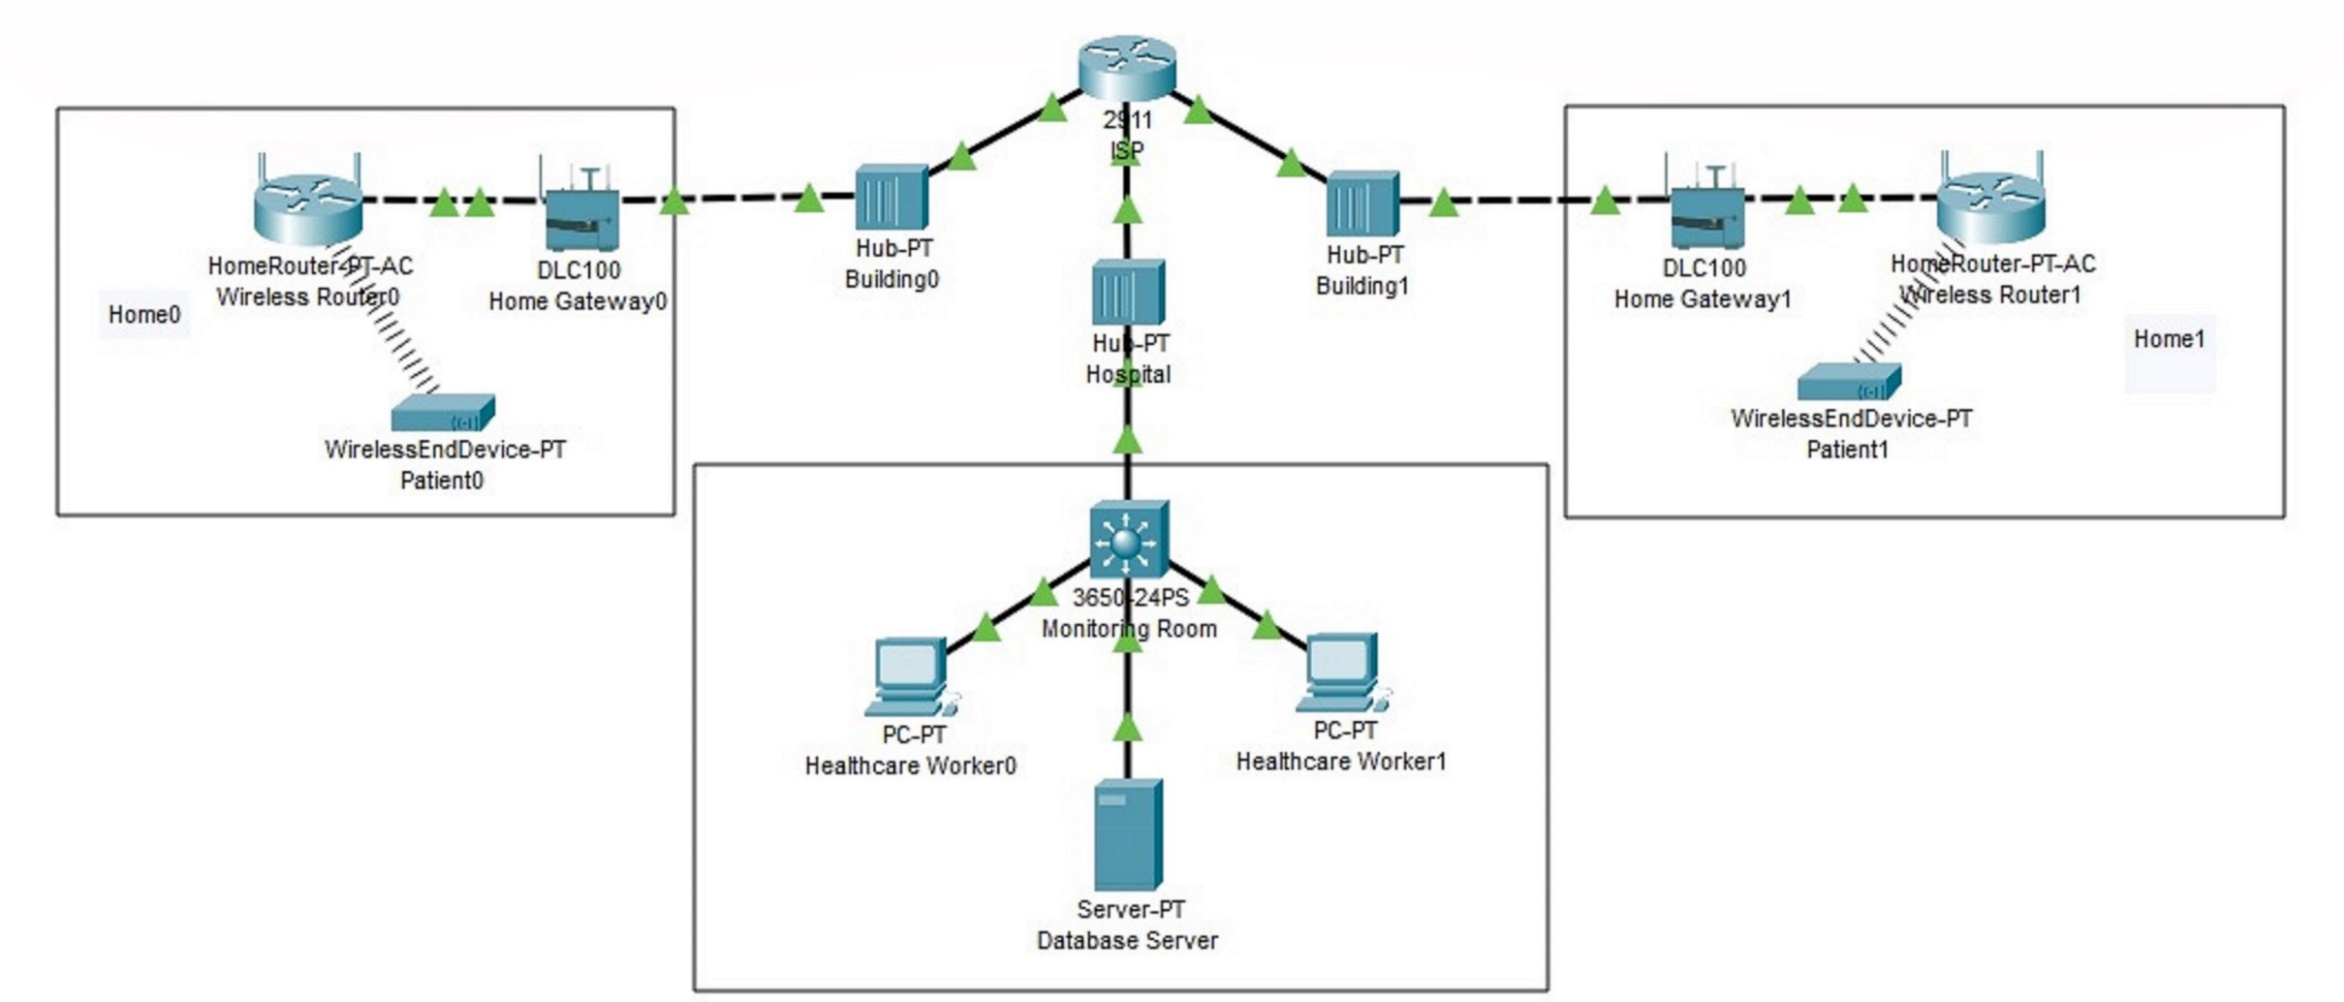 2911
ISP
HomeRouter-PT-AC
Wireless Router0
Home0
DLC100
Home Gateway0
WirelessEndDevice-PT
Patient0
Hub-PT
Building0
Hub-PT
Hospital
Hub-PT
Building1
DLC100
Home Gateway1
HomeRouter-PT-AC
Wireless Router1
Home1
WirelessEndDevice-PT
Patient1
3650-24PS
Monitoring Room
PC-PT
Healthcare Worker0
PC-PT
Healthcare Worker1
Server-PT
Database Server